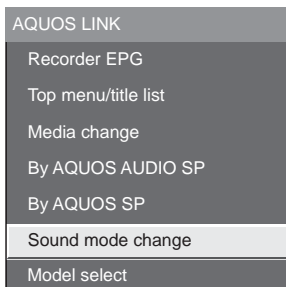 AQUOS LINK
Recorder EPG
Top menu/title list
Media change
By AQUOS AUDIO SP
By AQUOS SP
Sound mode change
Model select